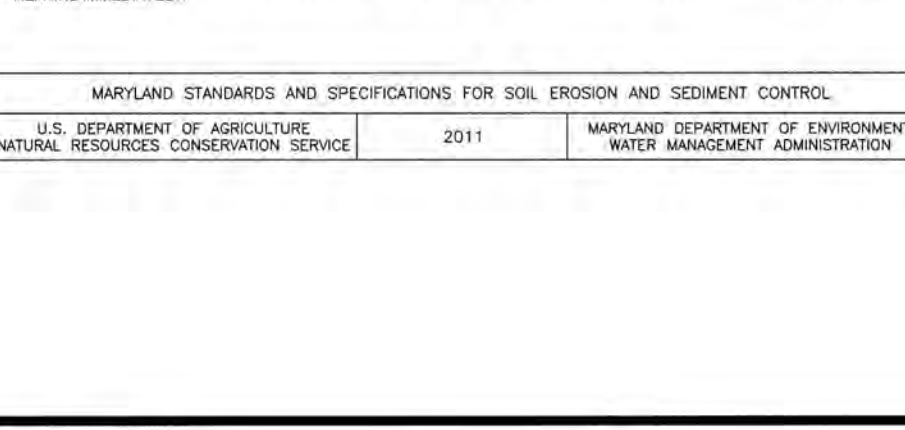 MARYLAND STANDARDS AND SPECIFICATIONS FOR SOIL EROSION AND SEDIMENT CONTROL
U.S. DEPARTMENT OF AGRICULTURE
NATURAL RESOURCES CONSERVATION SERVICE
2011
MARYLAND DEPARTMENT OF ENVIRONMENT
WATER MANAGEMENT ADMINISTRATION